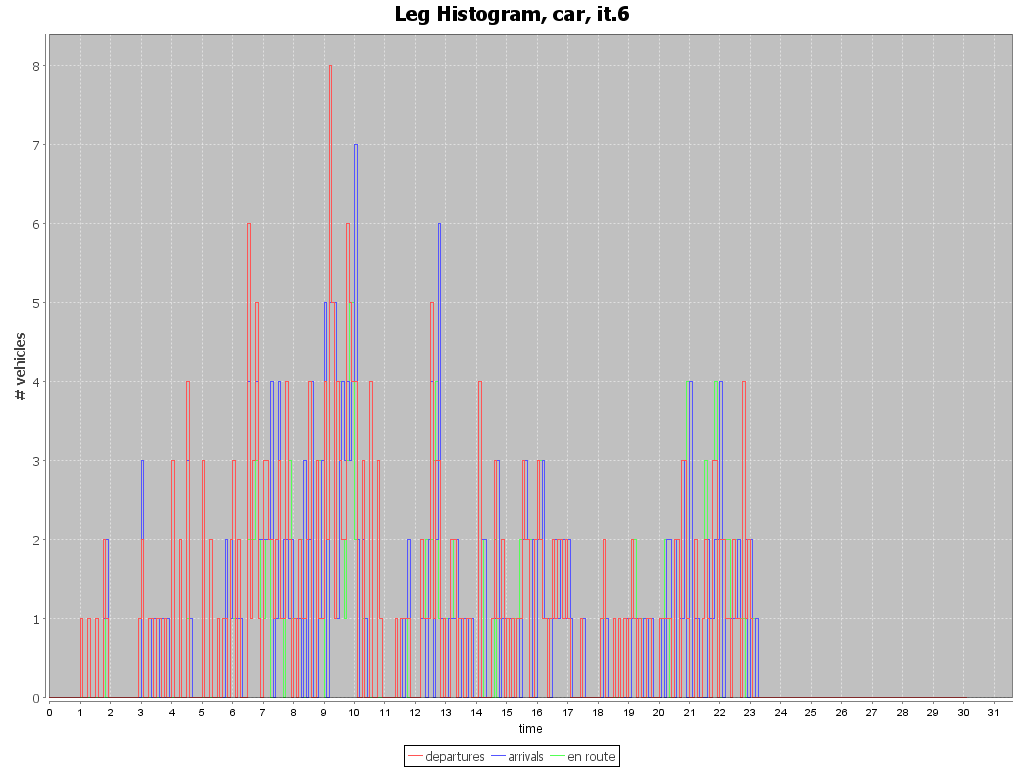 Leg Histogram, car, it.6
8
7
6
5
4
3
2
1
0
# vehicles
0 1 2 3 4 5 6 7 8 9 10 11 12 13 14 15 16 17 18 19 20 21 22 23 24 25 26 27 28 29 30 31
time
departures arrivals en route